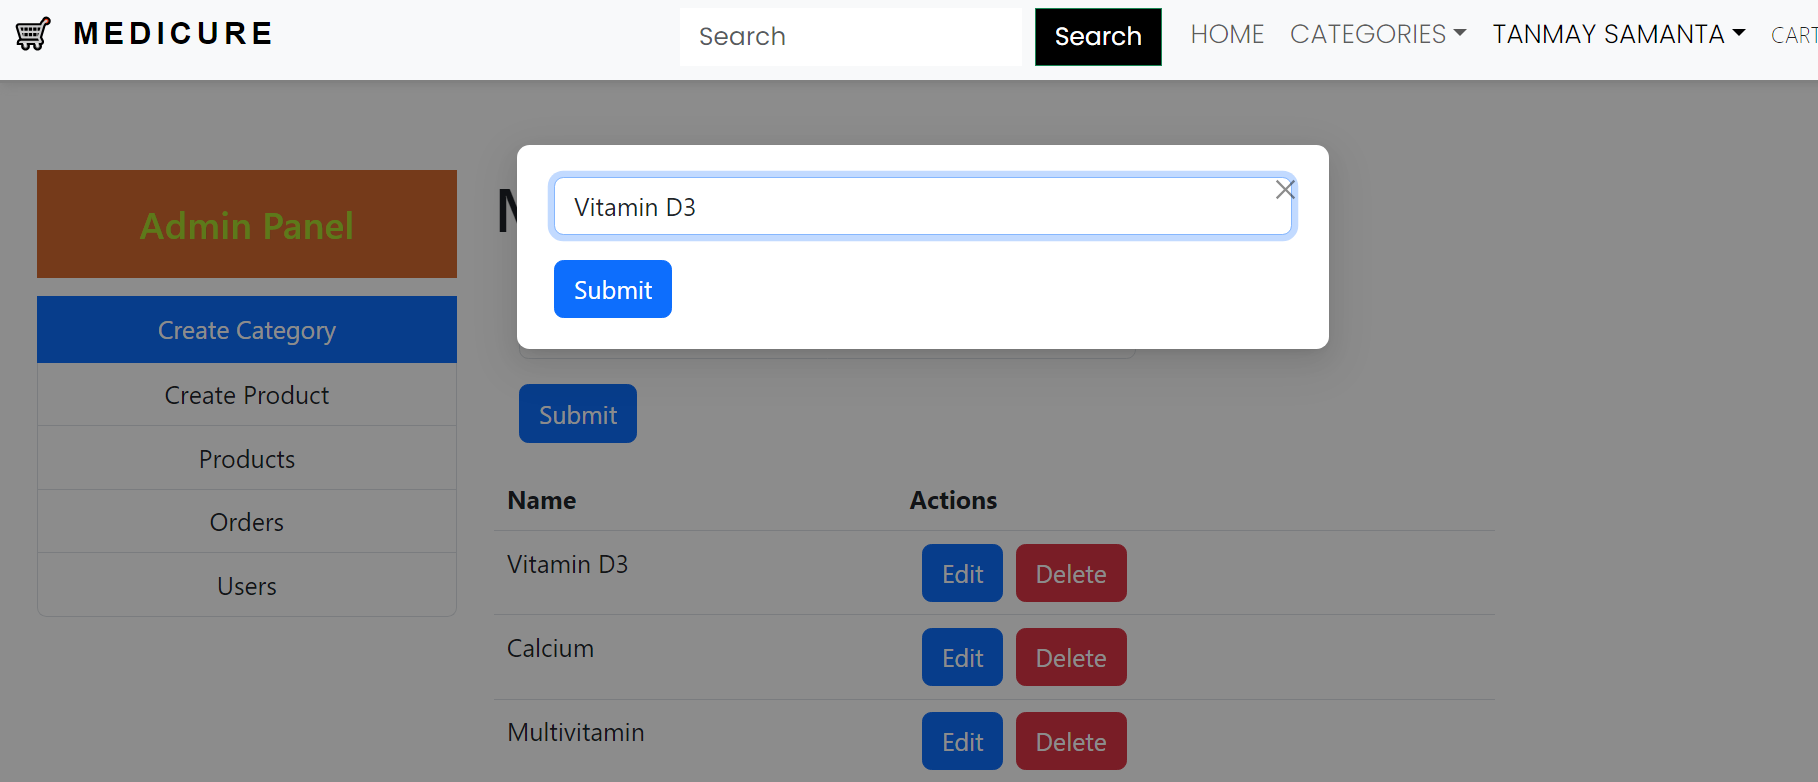 MEDICURE
Search
Search
HOME
CATEGORIES
TANMAY SAMANTA
CART
Admin Panel
Create Category
Create Product
Products
Orders
Users
Vitamin D3
Submit
Submit
Name Actions
Vitamin D3 Edit Delete
Calcium Edit Delete
Multivitamin Edit Delete